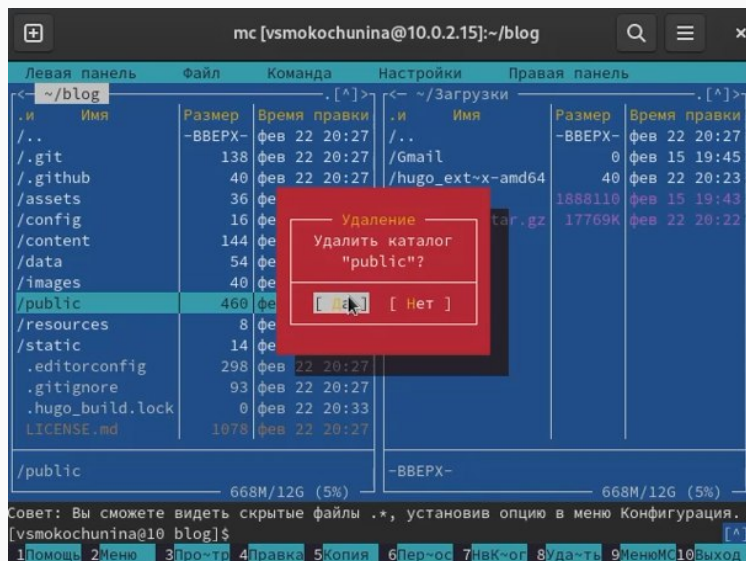 mc [vsmokochunina@10.0.2.15]:~/blog
Левая панель Файл Команда Настройки Правая панель
<─ ~/blog .[^]> <─ ~/Загрузки .[^]>
.и Имя Размер Время правки .и Имя Размер Время правки
/.. -ВВЕРХ- фев 22 20:27 /.. -ВВЕРХ- фев 22 20:27
/.git 138 фев 22 20:27 /Gmail 0 фев 15 19:45
/.github 40 фев 22 20:27 /hugo_ext~x-amd64 40 фев 22 20:23
/assets 36 фе 1888110 фев 15 19:43
/config 16 фе Удаление tar.gz 17769K фев 22 20:22
/content 144 фе Удалить каталог
/data 54 фе "public"?
/images 40 фе
/public 460 фе [ Да ] [ Нет ]
/resources 8 фе
/static 14 фе
.editorconfig 298 фев 22 20:27
.gitignore 93 фев 22 20:27
.hugo_build.lock 0 фев 22 20:33
LICENSE.md 1078 фев 22 20:27
/public -ВВЕРХ-
668M/12G (5%) 668M/12G (5%)
Совет: Вы сможете видеть скрытые файлы .*, установив опцию в меню Конфигурация.
[vsmokochunina@10 blog]$ [^]
1Помощь 2Меню 3Про~тр 4Правка 5Копия 6Пер~ос 7НвК~ог 8Уда~ть 9МенюМС 10Выход